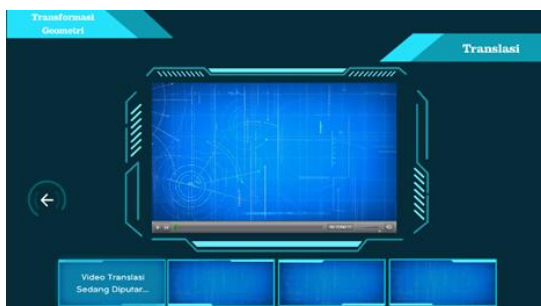 Transformasi
Geometri
Translasi
Video Translasi
Sedang Diputar...